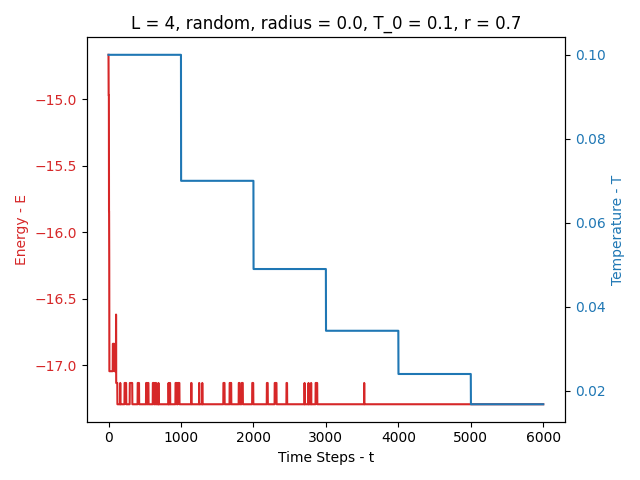 L = 4, random, radius = 0.0, T_0 = 0.1, r = 0.7
Energy - E
−15.0
−15.5
−16.0
−16.5
−17.0
0.10
0.08
0.06
0.04
0.02
Temperature - T
0 1000 2000 3000 4000 5000 6000
Time Steps - t